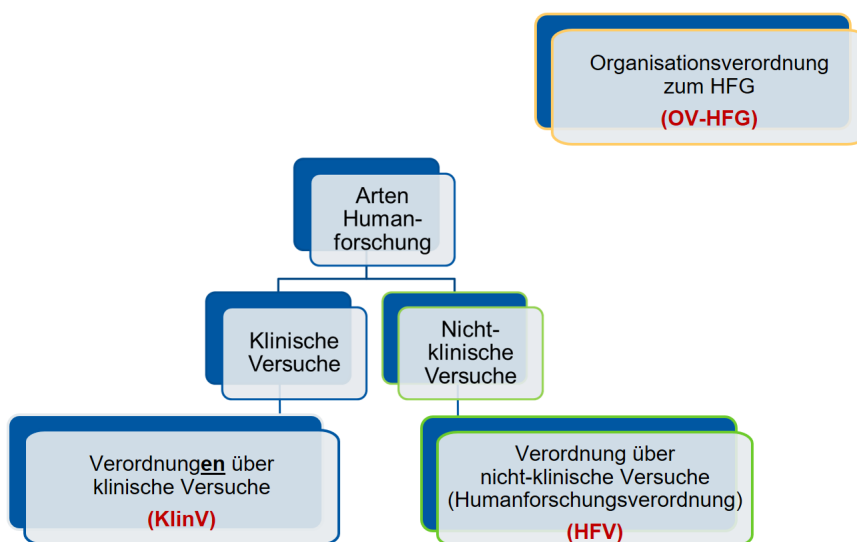 Organisationsverordnung
zum HFG
(OV-HFG)
Arten
Human-
forschung
Klinische
Versuche
Nicht-
klinische
Versuche
Verordnungen über
klinische Versuche
(KlinV)
Verordnung über
nicht-klinische Versuche
(Humanforschungsverordnung)
(HFV)